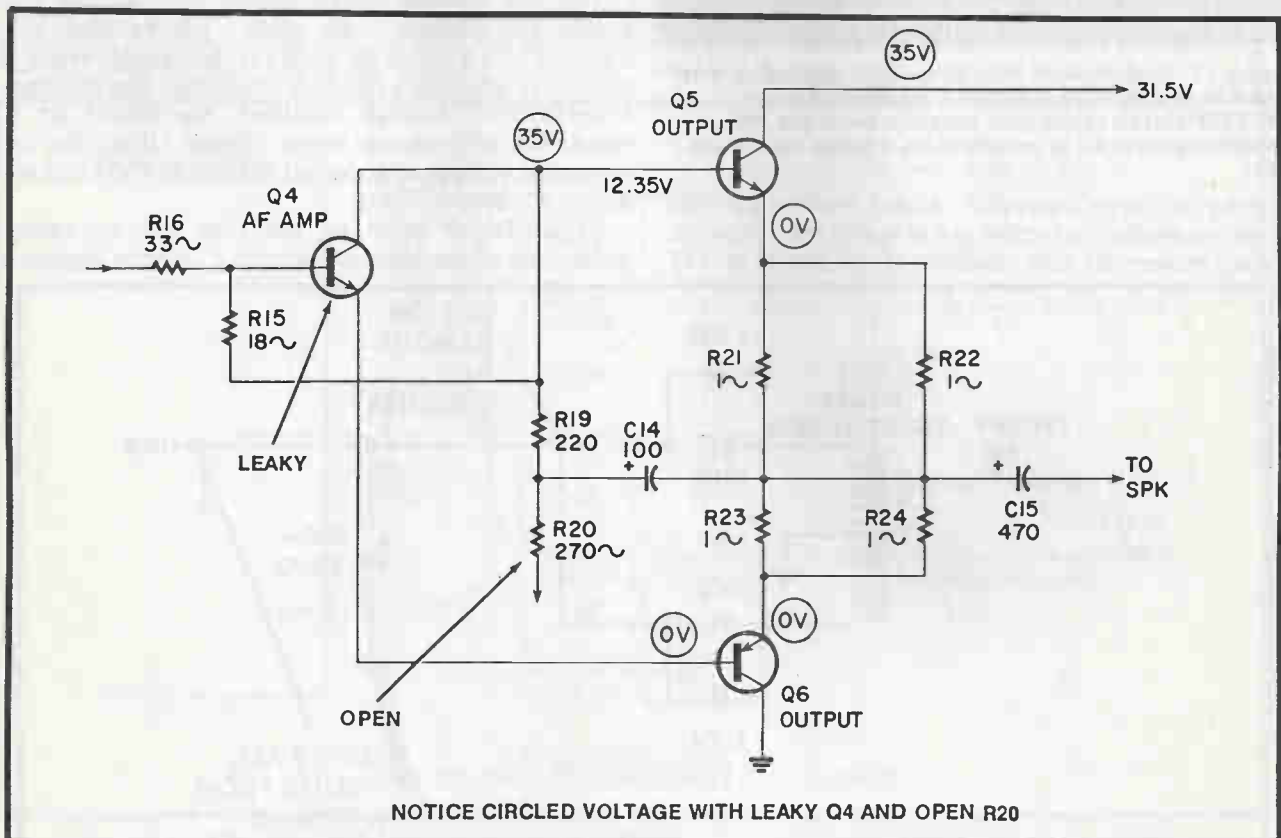 35V
31.5V
Q5
OUTPUT
35V
12.35V
Q4
AF AMP
0V
R16
33~
R15
18~
R21
1~
R22
1~
R19
220
C14
100
+
LEAKY
+
C15
470
TO
SPK
R20
270~
R23
1~
R24
1~
0V
0V
OPEN
Q6
OUTPUT
NOTICE CIRCLED VOLTAGE WITH LEAKY Q4 AND OPEN R20